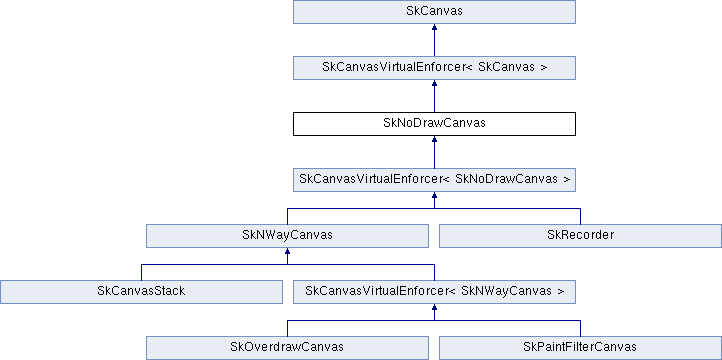 SkCanvas
SkCanvasVirtualEnforcer< SkCanvas >
SkNoDrawCanvas
SkCanvasVirtualEnforcer< SkNoDrawCanvas >
SkNWayCanvas
SkRecorder
SkCanvasStack
SkCanvasVirtualEnforcer< SkNWayCanvas >
SkOverdrawCanvas
SkPaintFilterCanvas